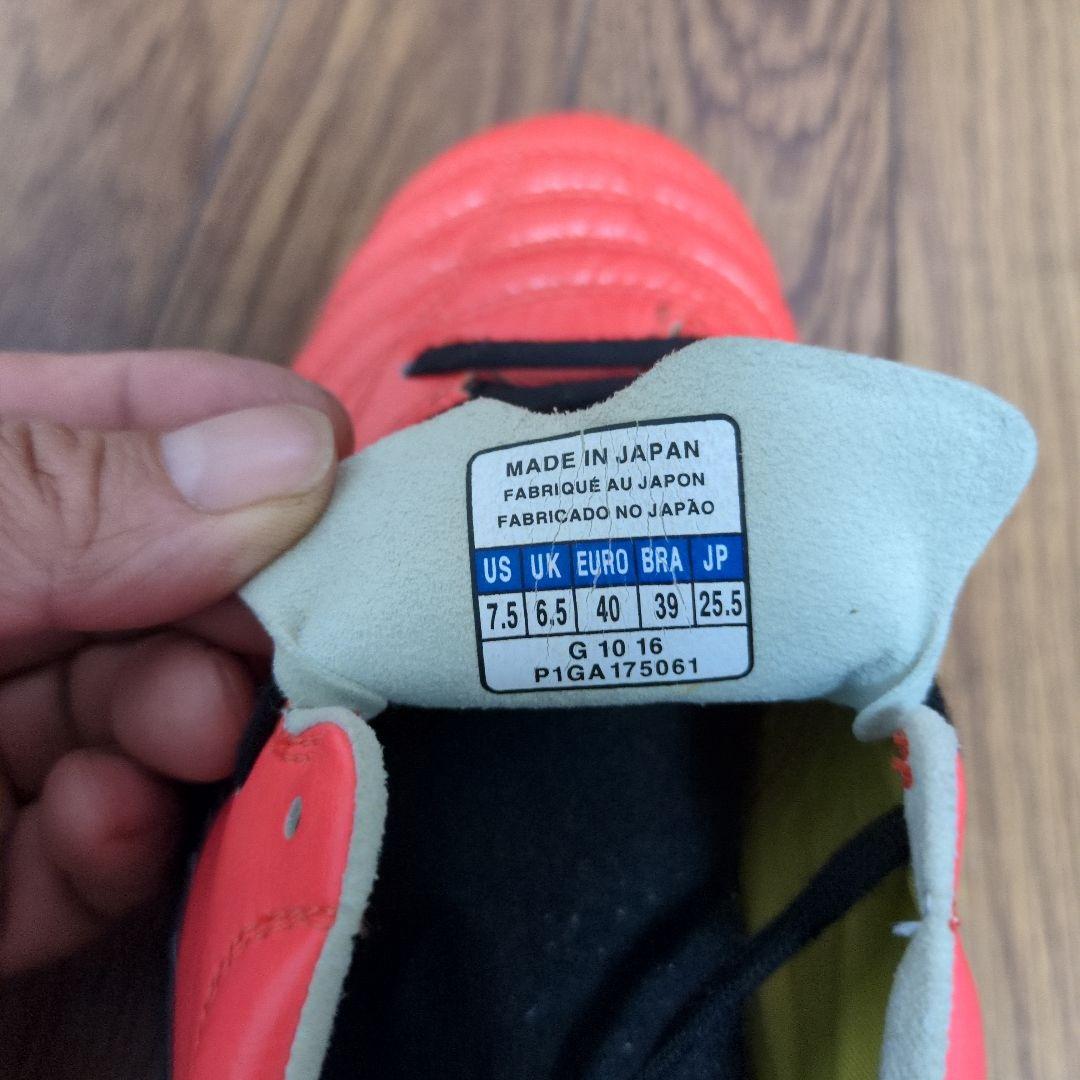 MADE IN JAPAN
FABRIQUÉ AU JAPON
FABRICADO NO JAPÃO
US UK EURO BRA JP
7.5 6.5 40 39 25.5
G 10 16
P1GA175061